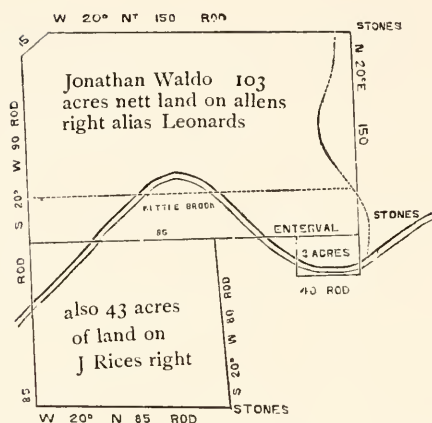 W 20° Nᵀ 150 ROD
STONES
15
N 20°E
150
Jonathan Waldo 103
acres nett land on allens
right alias Leonards
S 20° W 90 ROD
KITTLE BROOK
86
STONES
ENTERVAL
3 ACRES
40 ROD
ROD
85
S 20° W 80 ROD
also 43 acres
of land on
J Rices right
STONES
W 20° N 85 ROD